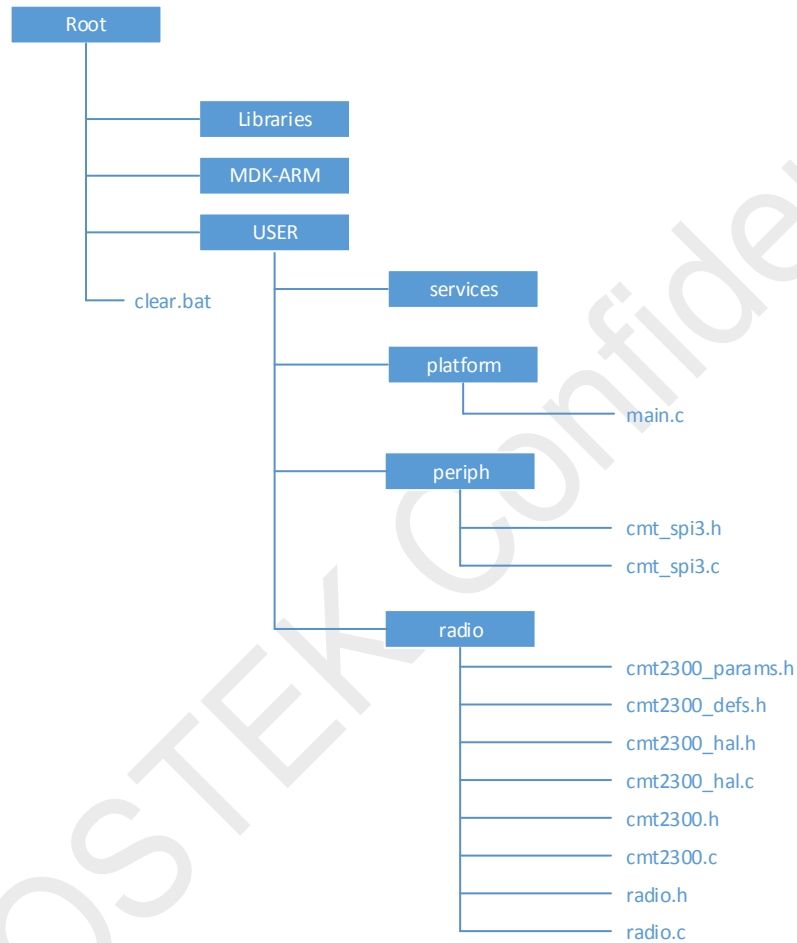 Root
Libraries
MDK-ARM
USER
clear.bat
services
platform
main.c
periph
cmt_spi3.h
cmt_spi3.c
radio
cmt2300_params.h
cmt2300_defs.h
cmt2300_hal.h
cmt2300_hal.c
cmt2300.h
cmt2300.c
radio.h
radio.c
OSTEK Confide